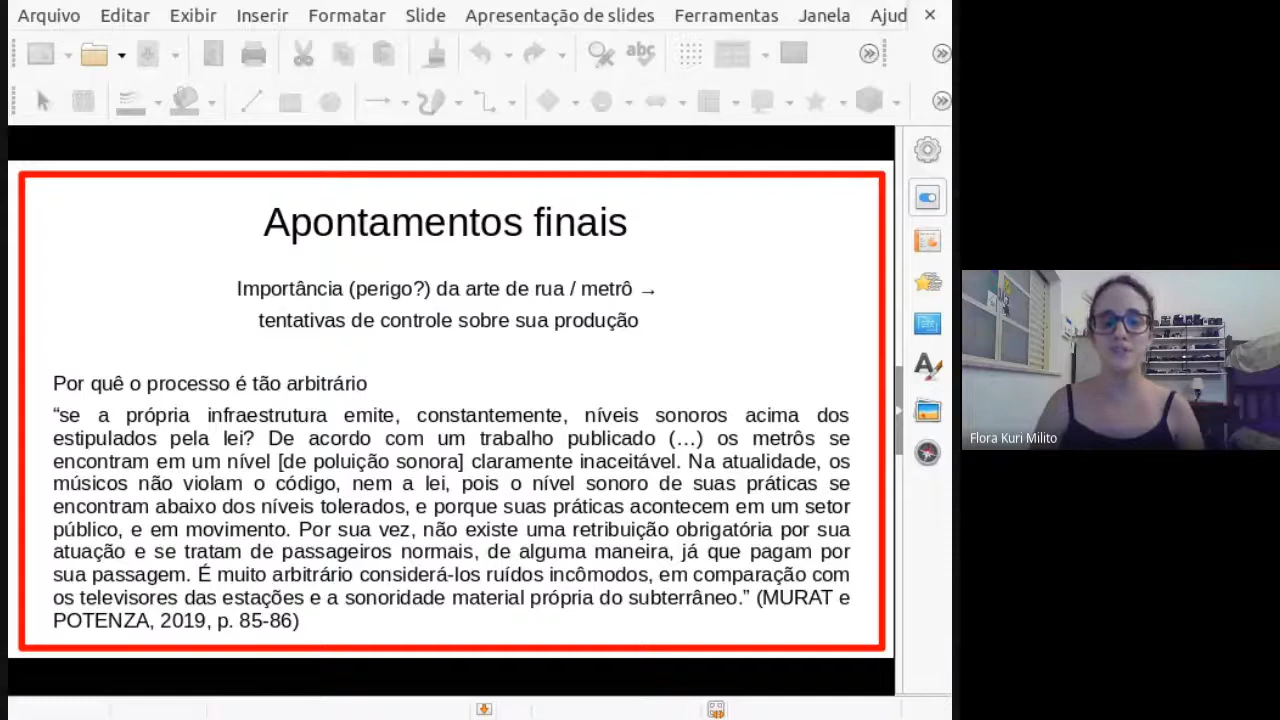 Arquivo Editar Exibir Inserir Formatar Slide Apresentação de slides Ferramentas Janela Ajud
abc
Apontamentos finais
Importância (perigo?) da arte de rua / metrô →
tentativas de controle sobre sua produção
Por quê o processo é tão arbitrário
“se a própria infraestrutura emite, constantemente, níveis sonoros acima dos
estipulados pela lei? De acordo com um trabalho publicado (…) os metrôs se
encontram em um nível [de poluição sonora] claramente inaceitável. Na atualidade, os
músicos não violam o código, nem a lei, pois o nível sonoro de suas práticas se
encontram abaixo dos níveis tolerados, e porque suas práticas acontecem em um setor
público, e em movimento. Por sua vez, não existe uma retribuição obrigatória por sua
atuação e se tratam de passageiros normais, de alguma maneira, já que pagam por
sua passagem. É muito arbitrário considerá-los ruídos incômodos, em comparação com
os televisores das estações e a sonoridade material própria do subterrâneo.” (MURAT e
POTENZA, 2019, p. 85-86)
Flora Kuri Milito